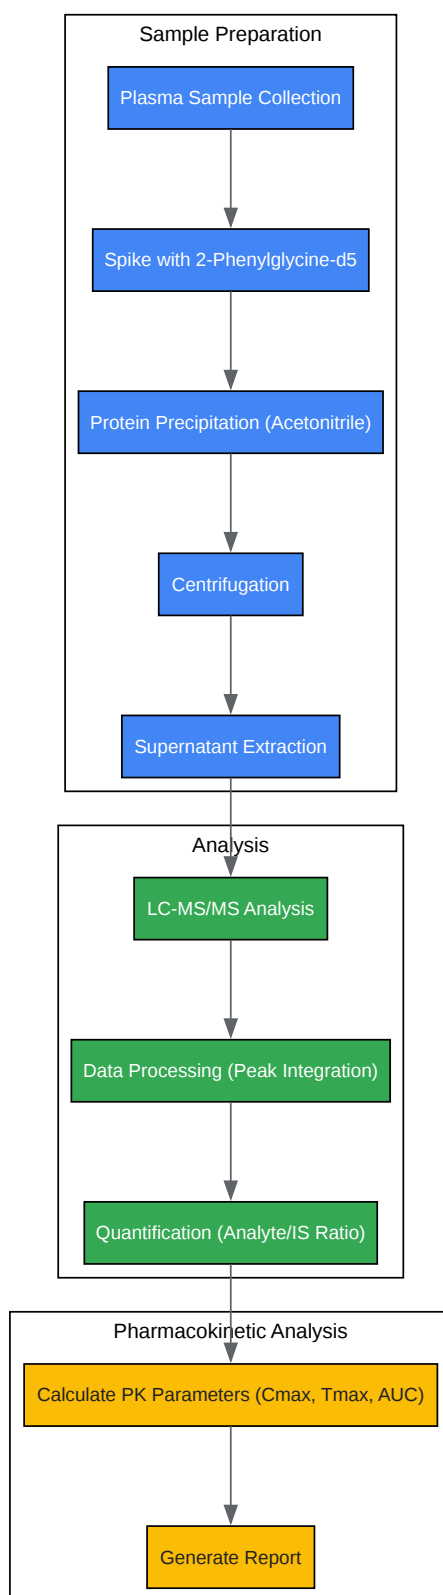 Sample Preparation
Plasma Sample Collection
Spike with 2-Phenylglycine-d5
Protein Precipitation (Acetonitrile)
Centrifugation
Supernatant Extraction
Analysis
LC-MS/MS Analysis
Data Processing (Peak Integration)
Quantification (Analyte/IS Ratio)
Pharmacokinetic Analysis
Calculate PK Parameters (Cmax, Tmax, AUC)
Generate Report